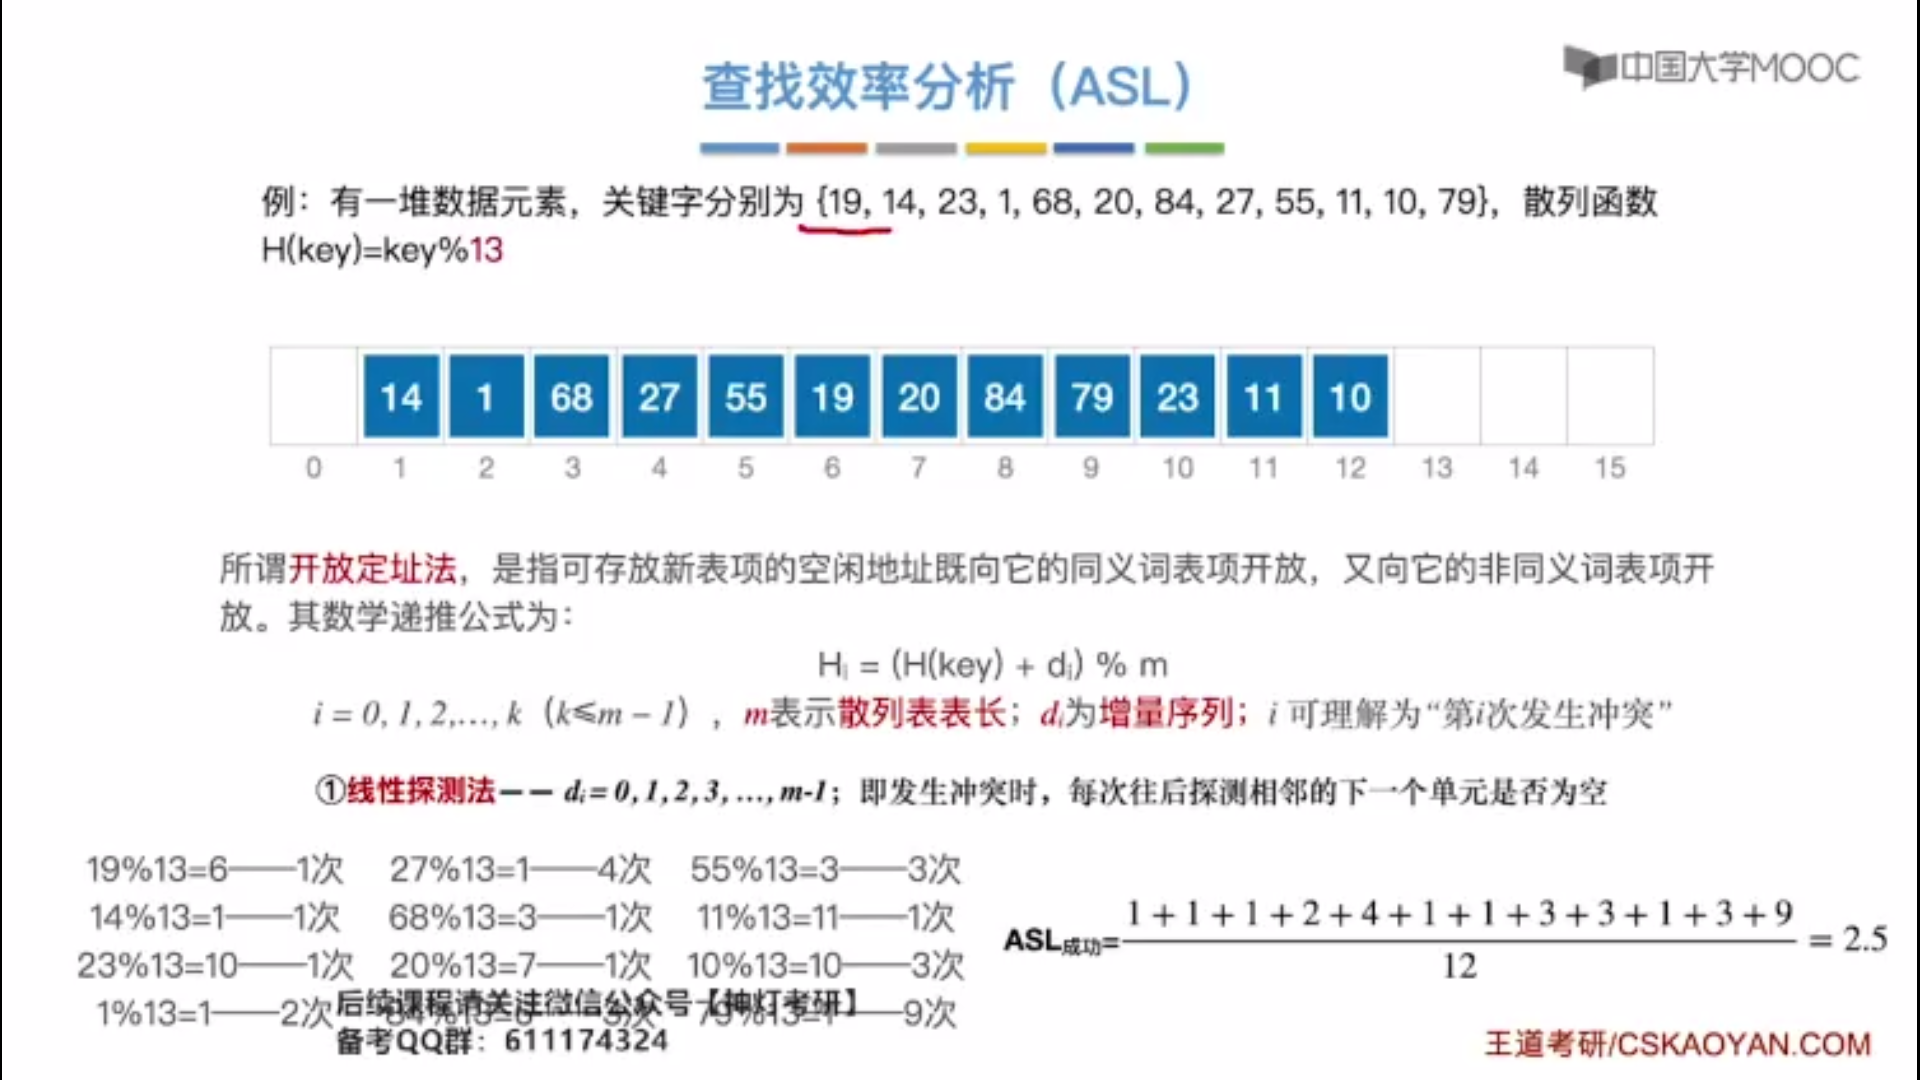 查找效率分析（ASL）
中国大学MOOC
例：有一堆数据元素，关键字分别为 {19, 14, 23, 1, 68, 20, 84, 27, 55, 11, 10, 79}，散列函数
H(key)=key%13
14 1 68 27 55 19 20 84 79 23 11 10
0 1 2 3 4 5 6 7 8 9 10 11 12 13 14 15
所谓开放定址法，是指可存放新表项的空闲地址既向它的同义词表项开放，又向它的非同义词表项开
放。其数学递推公式为：
Hᵢ = (H(key) + dᵢ) % m
i = 0, 1, 2,…, k（k≤m – 1），m表示散列表表长；dᵢ为增量序列；i 可理解为“第i次发生冲突”
①线性探测法—— dᵢ = 0, 1, 2, 3, …, m-1；即发生冲突时，每次往后探测相邻的下一个单元是否为空
19%13=6——1次 27%13=1——4次 55%13=3——3次
14%13=1——1次 68%13=3——1次 11%13=11——1次
23%13=10——1次 20%13=7——1次 10%13=10——3次
1%13=1——2次 84%13=6——3次 79%13=1——9次
后续课程请关注微信公众号【神灯考研】
备考QQ群：611174324
1 + 1 + 1 + 2 + 4 + 1 + 1 + 3 + 3 + 1 + 3 + 9
ASL成功= = 2.5
12
王道考研/CSKAOYAN.COM